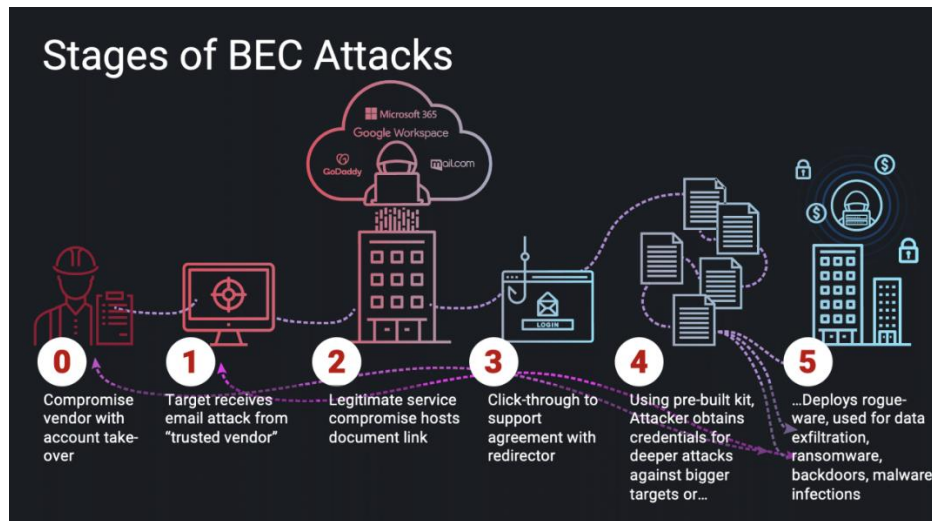 Stages of BEC Attacks
Microsoft 365
Google Workspace
GoDaddy
mail.com
LOGIN
0
Compromise
vendor with
account take-
over
1
Target receives
email attack from
“trusted vendor”
2
Legitimate service
compromise hosts
document link
3
Click-through to
support
agreement with
redirector
4
Using pre-built kit,
Attacker obtains
credentials for
deeper attacks
against bigger
targets or...
5
...Deploys rogue-
ware, used for data
exfiltration,
ransomware,
backdoors, malware
infections